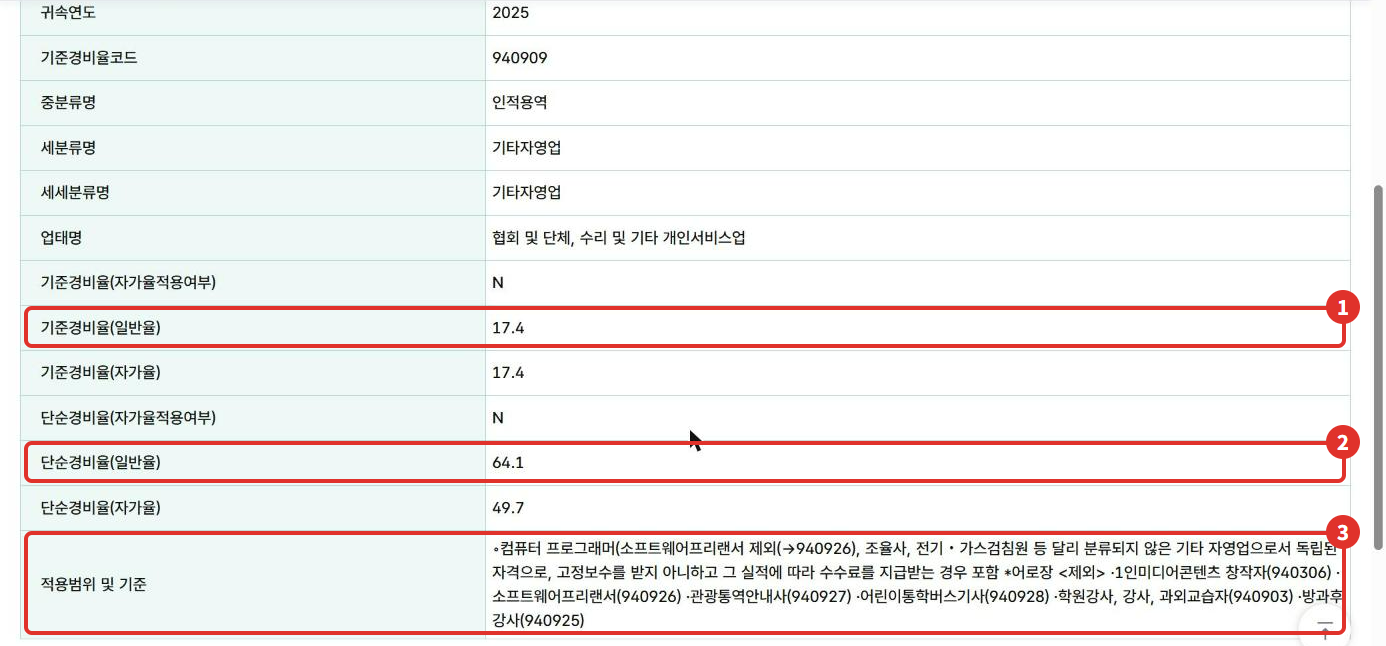 귀속연도 2025
기준경비율코드 940909
중분류명 인적용역
세분류명 기타자영업
세세분류명 기타자영업
업태명 협회 및 단체, 수리 및 기타 개인서비스업
기준경비율(자가율적용여부) N
기준경비율(일반율) 17.4 1
기준경비율(자가율) 17.4
단순경비율(자가율적용여부) N
단순경비율(일반율) 64.1 2
단순경비율(자가율) 49.7
적용범위 및 기준 3
∘컴퓨터 프로그래머(소프트웨어프리랜서 제외(→940926), 조율사, 전기・가스검침원 등 달리 분류되지 않은 기타 자영업으로서 독립된
자격으로, 고정보수를 받지 아니하고 그 실적에 따라 수수료를 지급받는 경우 포함 *어로장 <제외> ·1인미디어콘텐츠 창작자(940306) ·
소프트웨어프리랜서(940926) ·관광통역안내사(940927) ·어린이통학버스기사(940928) ·학원강사, 강사, 과외교습자(940903) ·방과후
강사(940925)